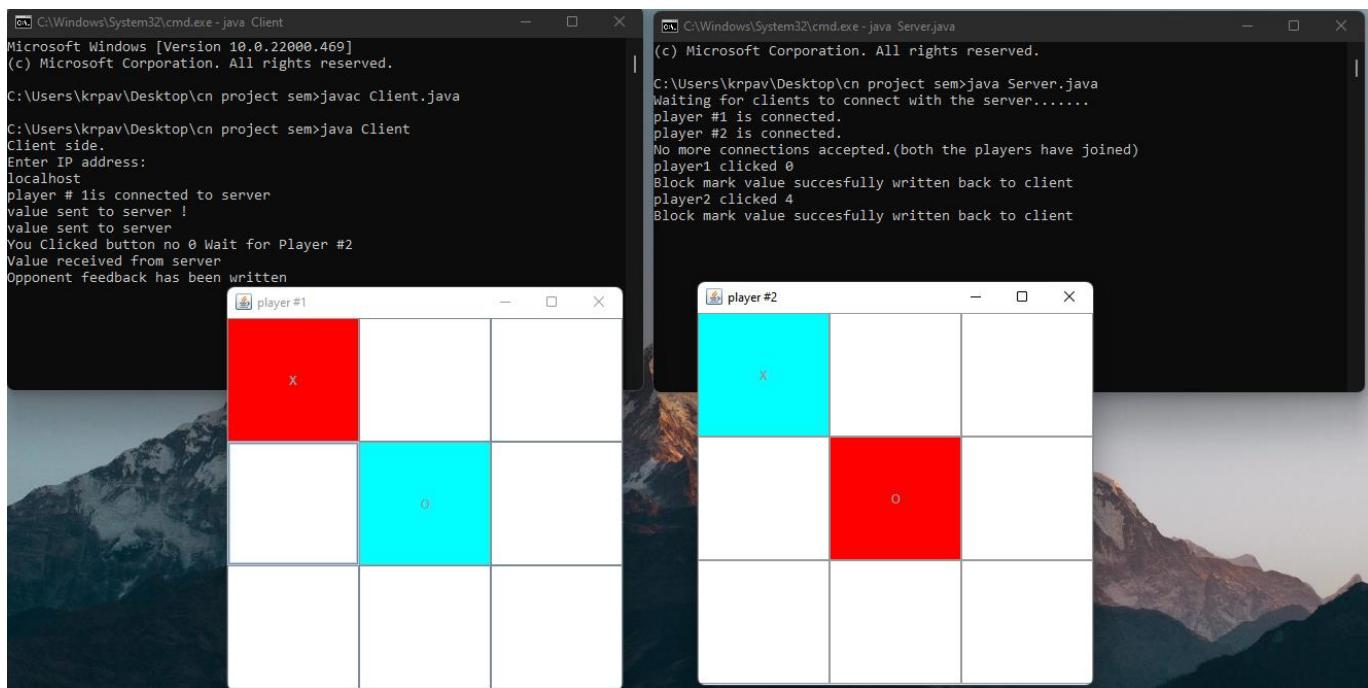 C:\Windows\System32\cmd.exe - java Client
Microsoft Windows [Version 10.0.22000.469]
(c) Microsoft Corporation. All rights reserved.
C:\Users\krpav\Desktop\cn project sem>javac Client.java
C:\Users\krpav\Desktop\cn project sem>java Client
Client side.
Enter IP address:
localhost
player # 1is connected to server
value sent to server !
value sent to server
You Clicked button no 0 Wait for Player #2
Value received from server
Opponent feedback has been written
C:\Windows\System32\cmd.exe - java Server.java
(c) Microsoft Corporation. All rights reserved.
C:\Users\krpav\Desktop\cn project sem>java Server.java
Waiting for clients to connect with the server.......
player #1 is connected.
player #2 is connected.
No more connections accepted.(both the players have joined)
player1 clicked 0
Block mark value succesfully written back to client
player2 clicked 4
Block mark value succesfully written back to client
player #1
X
O
player #2
X
O